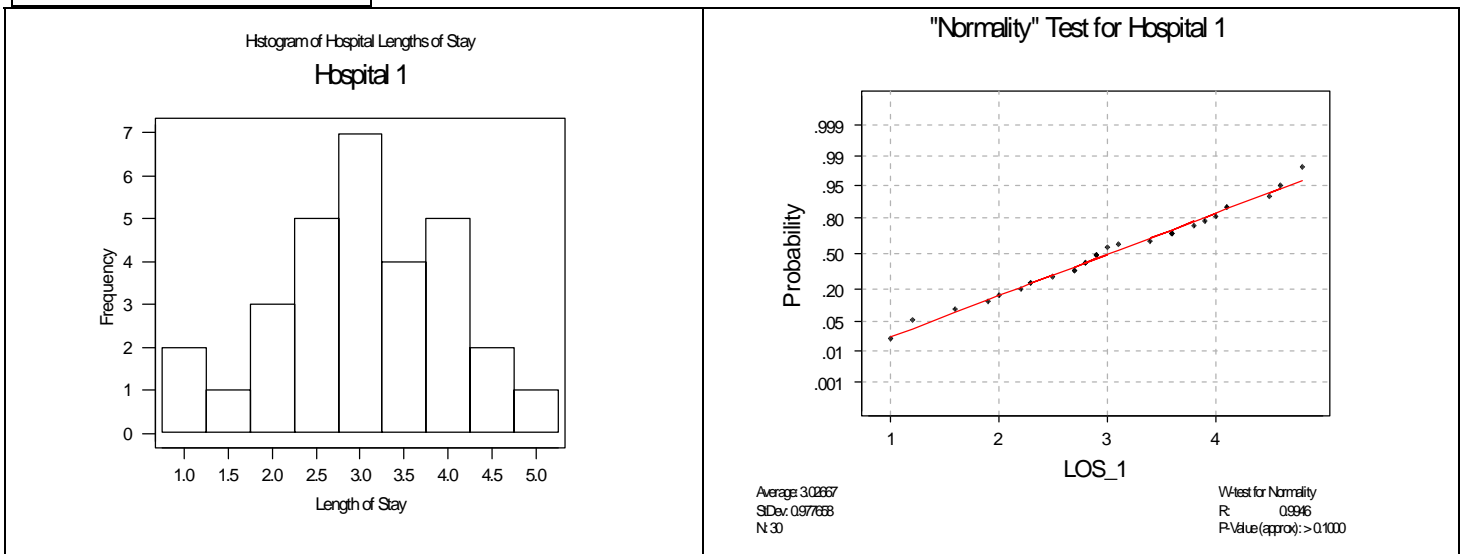 Hstogram of Hospital Lengths of Stay
Hospital 1
7
6
5
4
3
2
1
0
Frequency
1.0 1.5 2.0 2.5 3.0 3.5 4.0 4.5 5.0
Length of Stay
"Normality" Test for Hospital 1
.999
.99
.95
.80
.50
.20
.05
.01
.001
Probability
1 2 3 4
LOS_1
Average: 3.02667
StDev: 0.977658
N: 30
W-test for Normality
R: 0.9946
P-Value (approx): > 0.1000